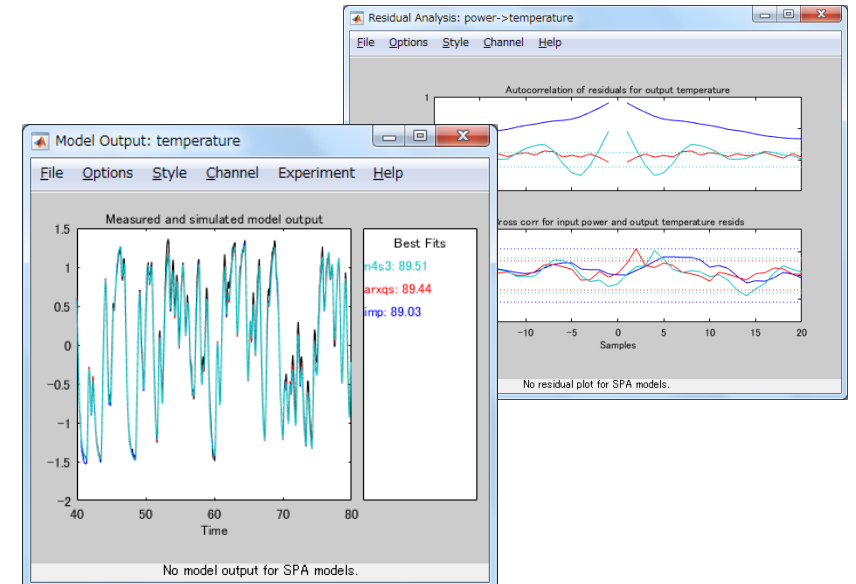 Residual Analysis: power->temperature
File Options Style Channel Help
Autocorrelation of residuals for output temperature
1
ross corr for input power and output temperature resids
-10 -5 0 5 10 15 20
Samples
No residual plot for SPA models.
Model Output: temperature
File Options Style Channel Experiment Help
Measured and simulated model output
1.5
1
0.5
0
-0.5
-1
-1.5
-2
40 50 60 70 80
Time
Best Fits
n4s3: 89.51
arxqs: 89.44
imp: 89.03
No model output for SPA models.